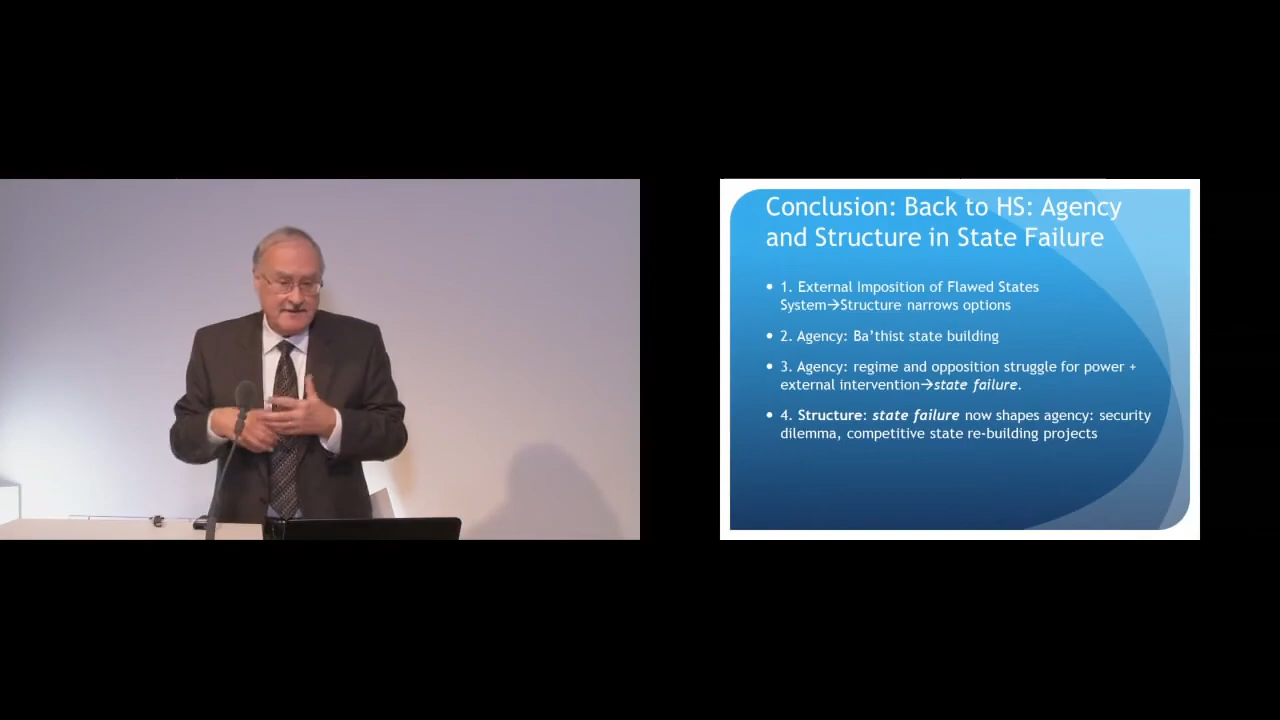 Conclusion: Back to HS: Agency
and Structure in State Failure
• 1. External Imposition of Flawed States
System→Structure narrows options
• 2. Agency: Ba’thist state building
• 3. Agency: regime and opposition struggle for power +
external intervention→state failure.
• 4. Structure: state failure now shapes agency: security
dilemma, competitive state re-building projects